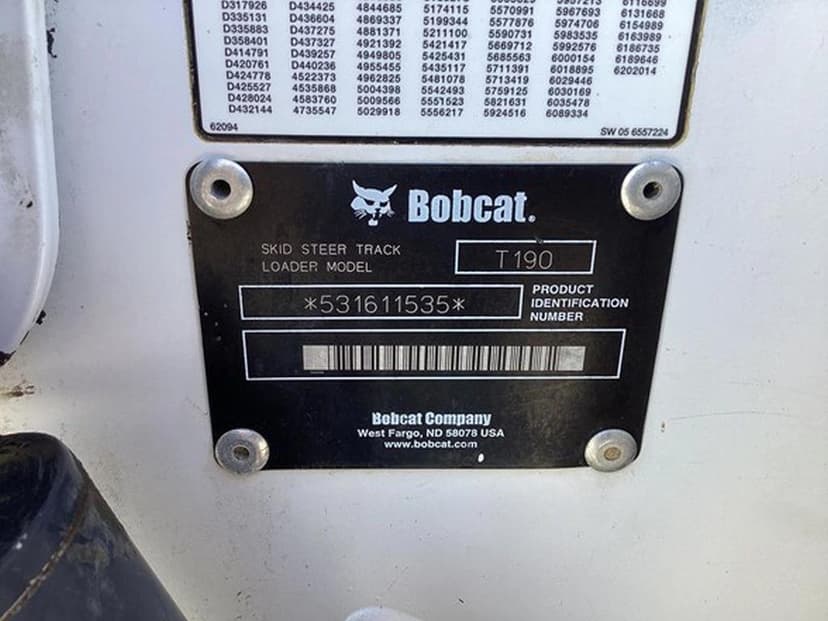 D317926 D434425 4844685 5174115 5570091 5967693 6131668
D335131 D436604 4869337 5199344 5577876 5974706 6154989
D335883 D437275 4881371 5211100 5590731 5983535 6163989
D358401 D437327 4921392 5421431 5669712 5992576 6186735
D414791 D439257 4949805 5425417 5685563 6000154 6189646
D420761 D440236 4955455 5435117 5711391 6018895 6202014
D424778 4522373 4962825 5481078 5713419 6029446
D425527 4535868 5004398 5542493 5759125 6030169
D428024 4583760 5009566 5551523 5821631 6035478
D432144 4735547 5029918 5556217 5924516 6089334
62094 SW 05 6557224
Bobcat.
SKID STEER TRACK
LOADER MODEL T190
*531611535* PRODUCT
IDENTIFICATION
NUMBER
Bobcat Company
West Fargo, ND 58078 USA
www.bobcat.com